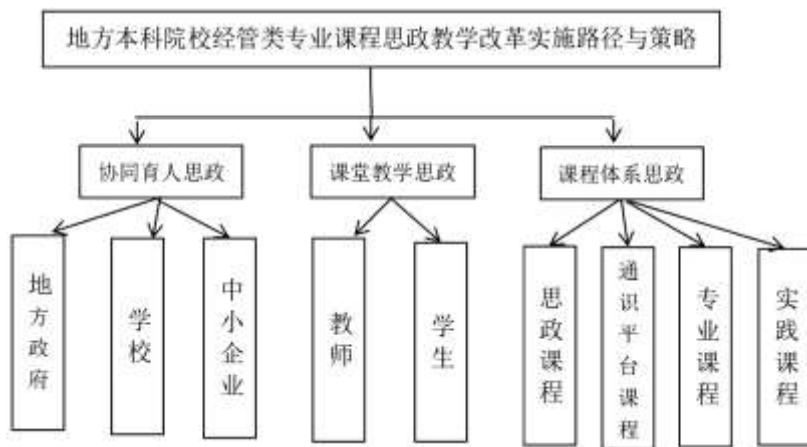 地方本科院校经管类专业课程思政教学改革实施路径与策略
协同育人思政
课堂教学思政
课程体系思政
地方政府
学校
中小企业
教师
学生
思政课程
通识平台课程
专业课程
实践课程